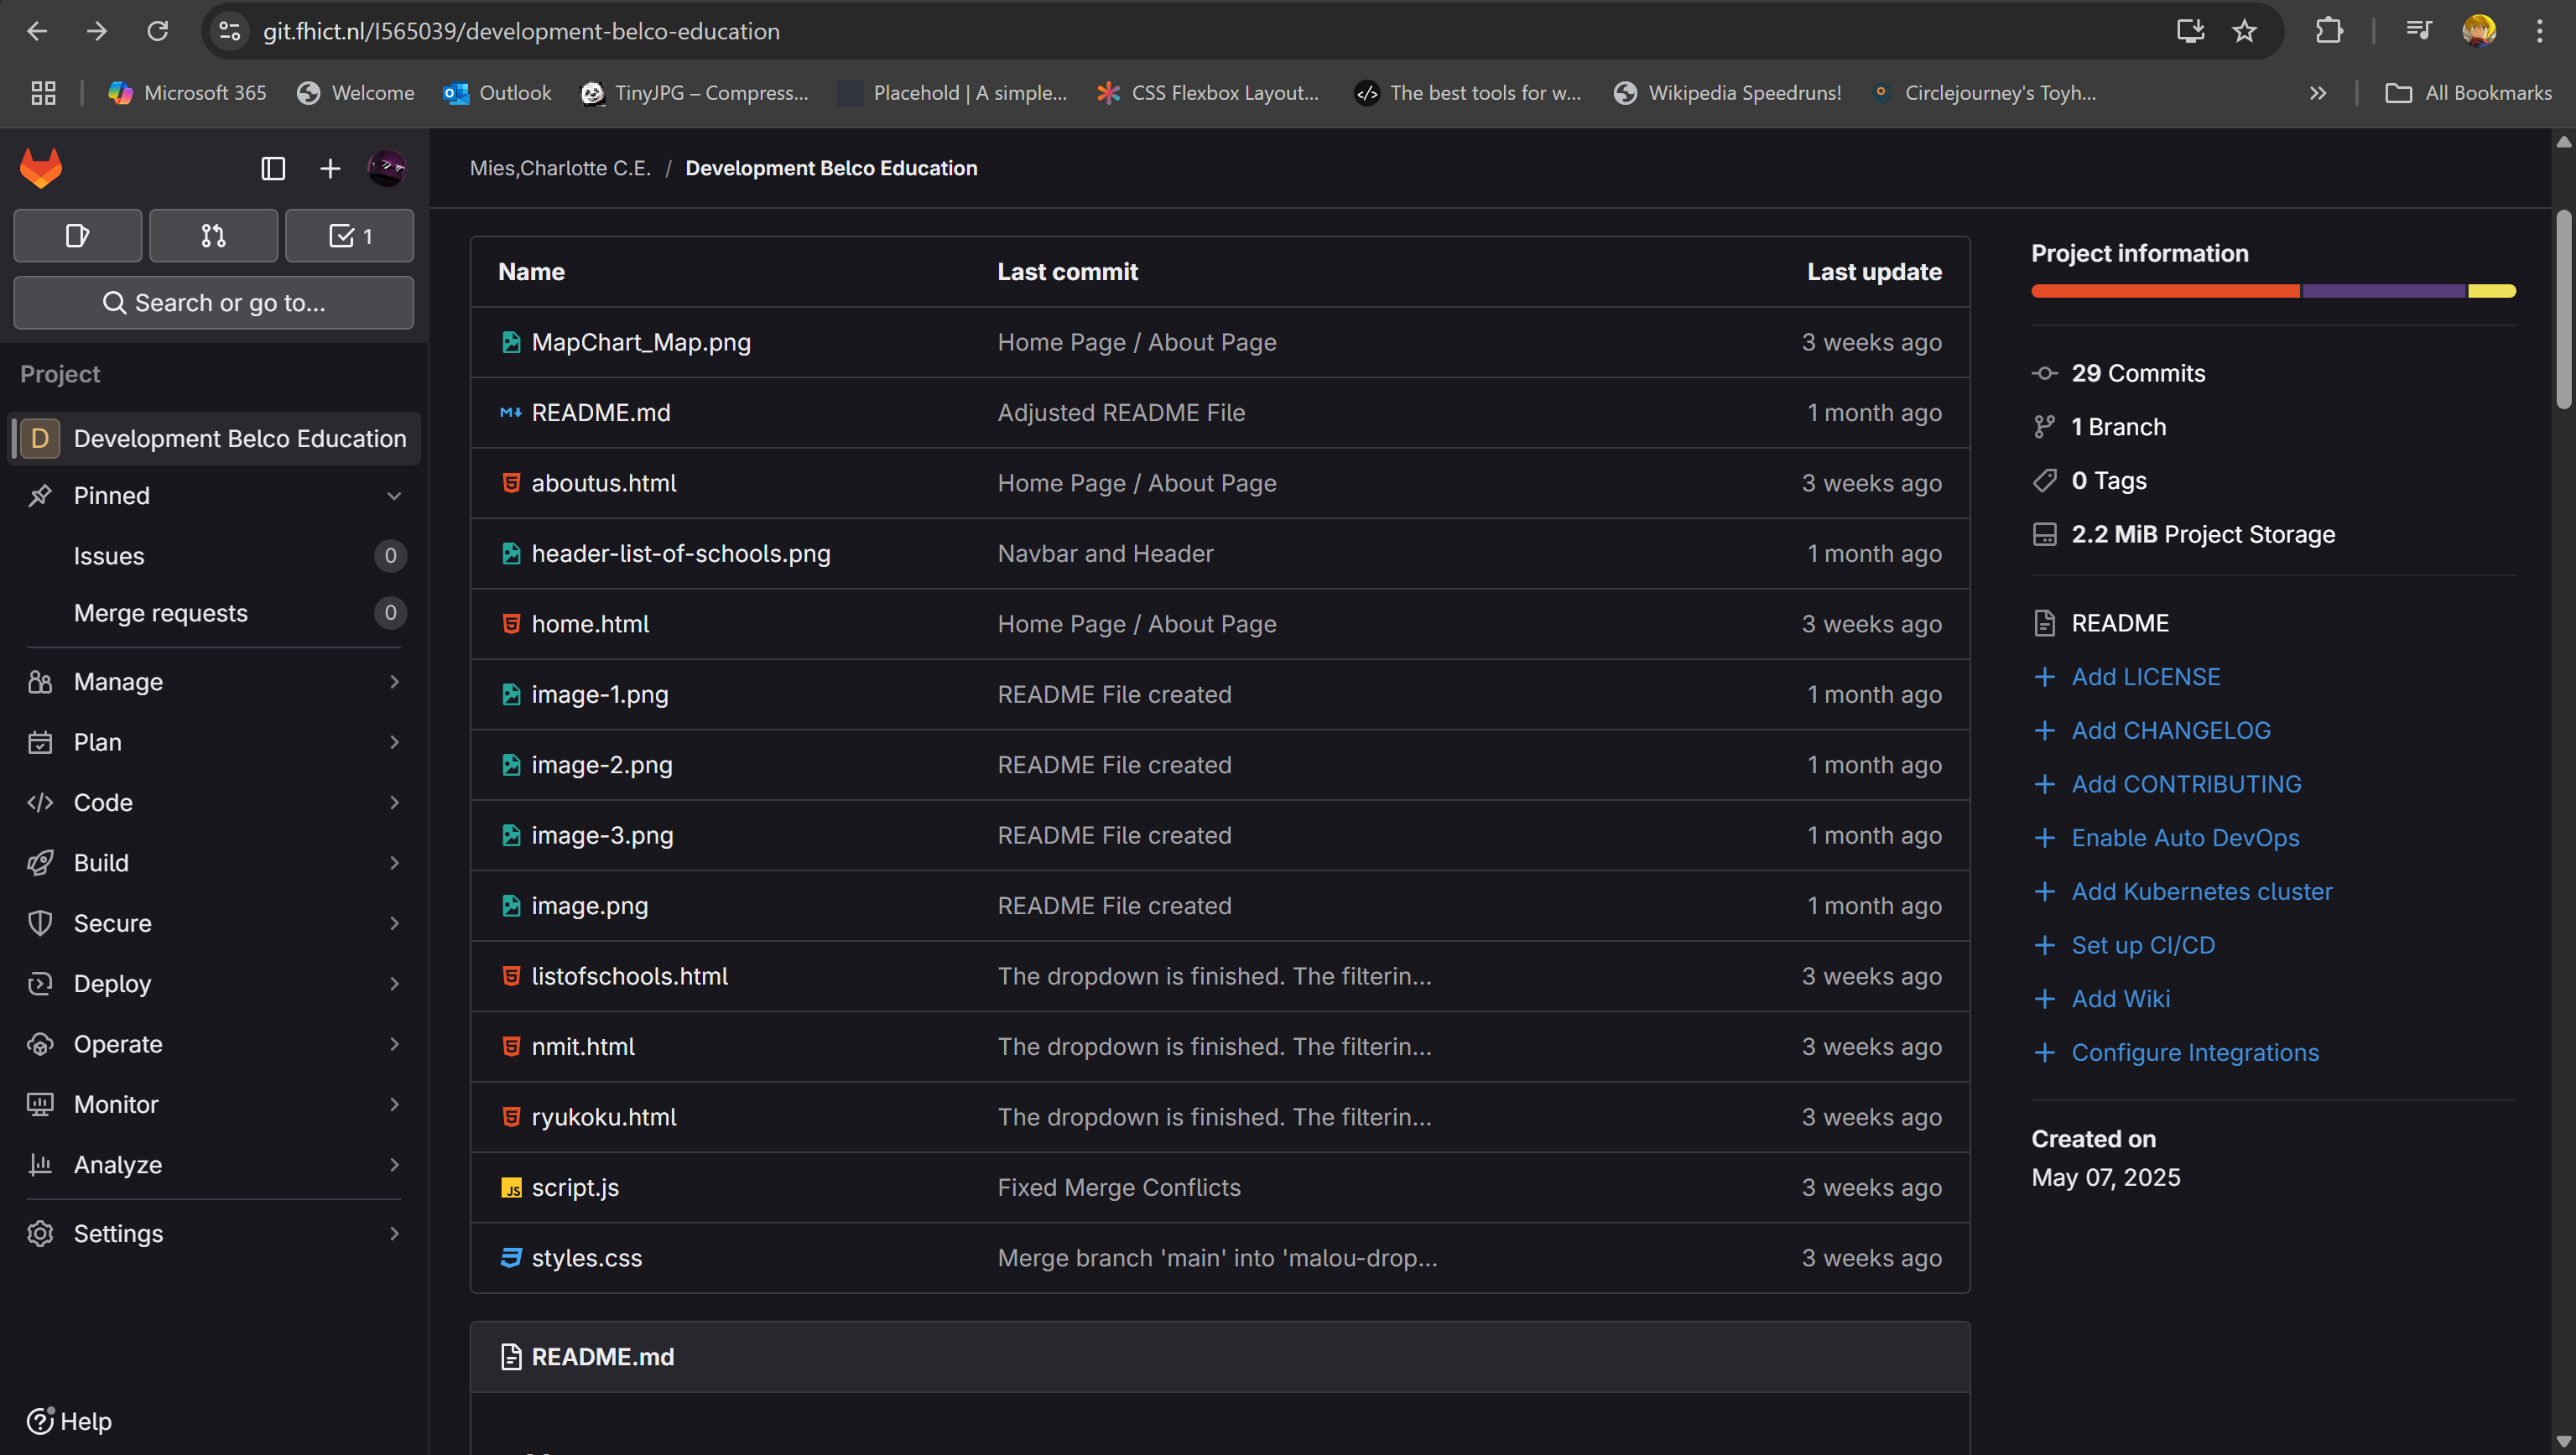 git.fhict.nl/I565039/development-belco-education
Microsoft 365
Welcome
Outlook
TinyJPG – Compress...
Placehold | A simple...
CSS Flexbox Layout...
The best tools for w...
Wikipedia Speedruns!
Circlejourney's Toyh...
All Bookmarks
1
Search or go to...
Project
D Development Belco Education
Pinned
Issues 0
Merge requests 0
Manage
Plan
Code
Build
Secure
Deploy
Operate
Monitor
Analyze
Settings
Help
Mies,Charlotte C.E. / Development Belco Education
Name Last commit Last update
MapChart_Map.png Home Page / About Page 3 weeks ago
README.md Adjusted README File 1 month ago
aboutus.html Home Page / About Page 3 weeks ago
header-list-of-schools.png Navbar and Header 1 month ago
home.html Home Page / About Page 3 weeks ago
image-1.png README File created 1 month ago
image-2.png README File created 1 month ago
image-3.png README File created 1 month ago
image.png README File created 1 month ago
listofschools.html The dropdown is finished. The filterin... 3 weeks ago
nmit.html The dropdown is finished. The filterin... 3 weeks ago
ryukoku.html The dropdown is finished. The filterin... 3 weeks ago
script.js Fixed Merge Conflicts 3 weeks ago
styles.css Merge branch 'main' into 'malou-drop... 3 weeks ago
README.md
Project information
29 Commits
1 Branch
0 Tags
2.2 MiB Project Storage
README
Add LICENSE
Add CHANGELOG
Add CONTRIBUTING
Enable Auto DevOps
Add Kubernetes cluster
Set up CI/CD
Add Wiki
Configure Integrations
Created on
May 07, 2025